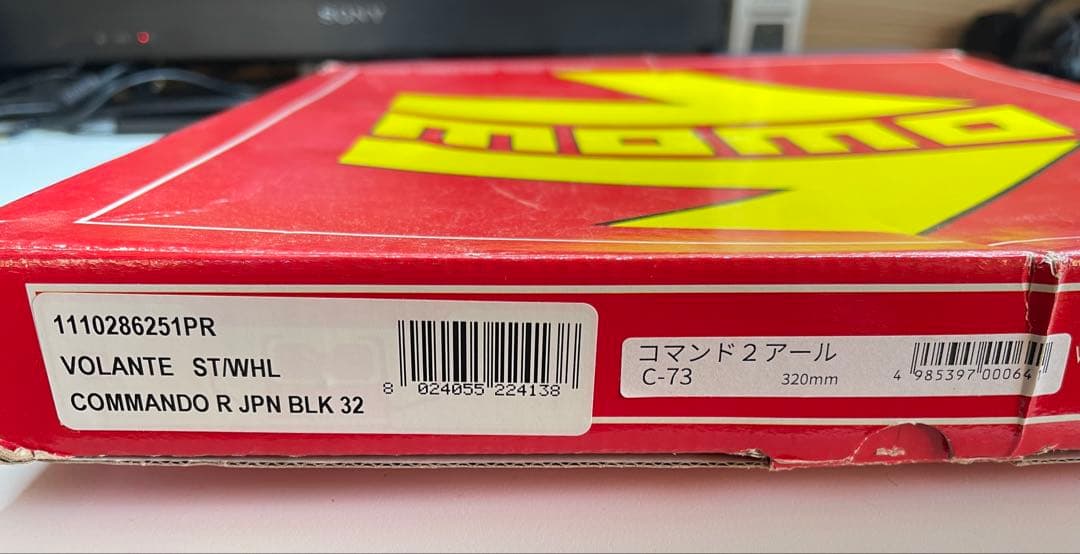 SONY
momo
1110286251PR
VOLANTE ST/WHL
COMMANDO R JPN BLK 32
8 024055 224138
コマンド2アール
C-73 320mm
4 985397 00064